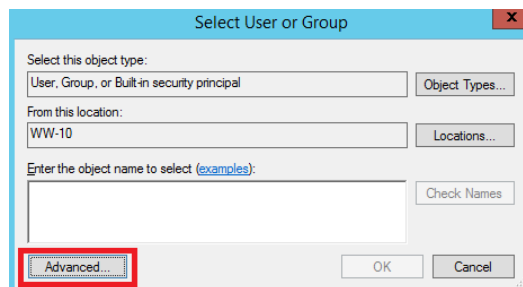 Select User or Group
x
Select this object type:
User, Group, or Built-in security principal
Object Types...
From this location:
WW-10
Locations...
Enter the object name to select (examples):
Check Names
Advanced...
OK
Cancel